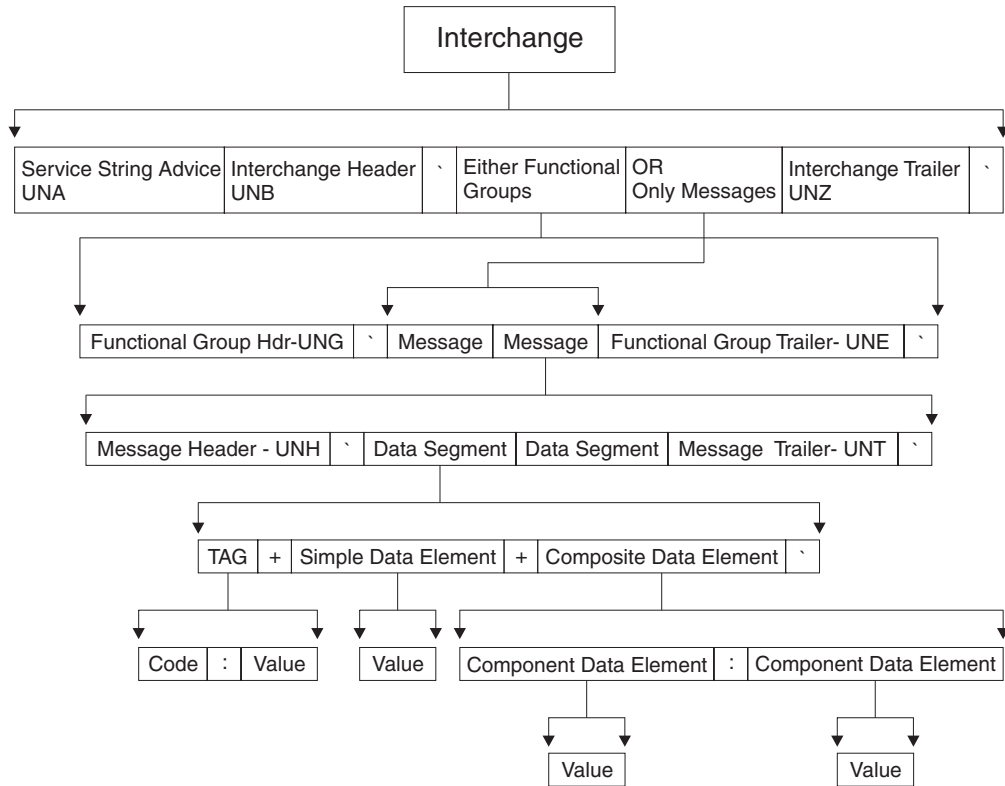 Interchange
Service String Advice UNA
Interchange Header UNB
`
Either Functional Groups
OR Only Messages
Interchange Trailer UNZ
`
Functional Group Hdr-UNG ` Message Message Functional Group Trailer- UNE `
Message Header - UNH ` Data Segment Data Segment Message Trailer- UNT `
TAG + Simple Data Element + Composite Data Element `
Code : Value
Value
Component Data Element : Component Data Element
Value
Value